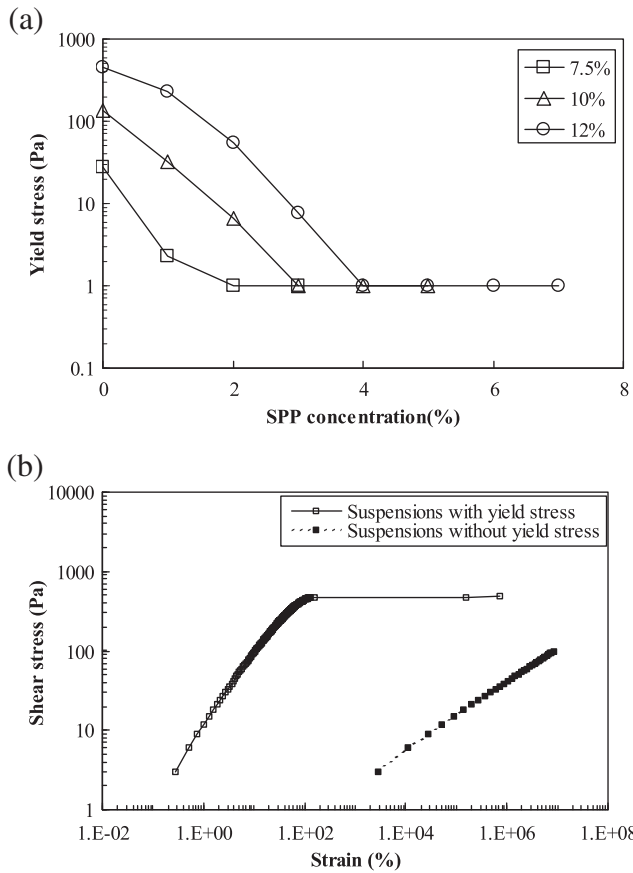 (a)
1000
100
10
1
0.1
Yield stress (Pa)
7.5%
10%
12%
0 2 4 6 8
SPP concentration(%)
(b)
10000
1000
100
10
1
Shear stress (Pa)
Suspensions with yield stress
Suspensions without yield stress
1.E-02 1.E+00 1.E+02 1.E+04 1.E+06 1.E+08
Strain (%)